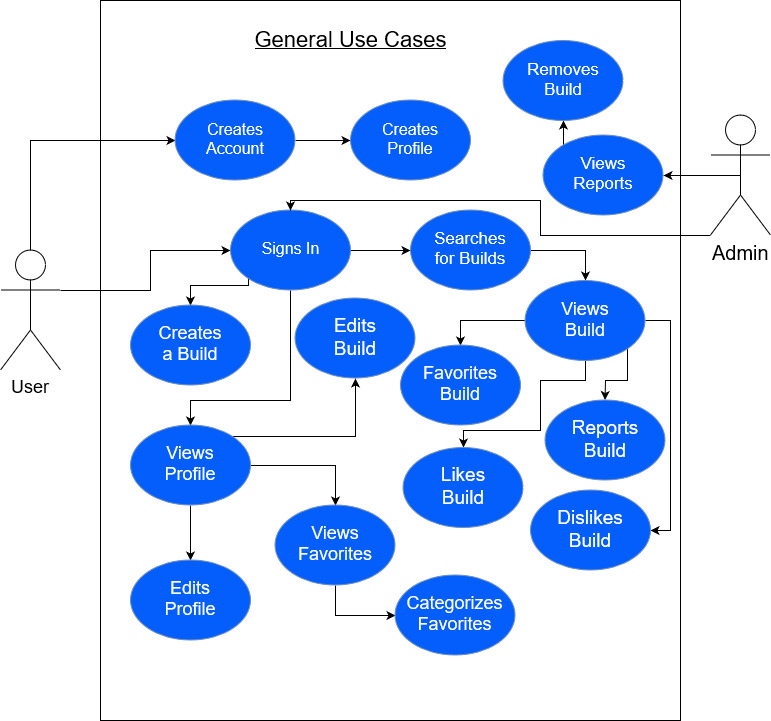 General Use Cases
Removes
Build
Creates
Account
Creates
Profile
Views
Reports
Signs In
Searches
for Builds
Admin
Views
Build
Creates
a Build
Edits
Build
User
Favorites
Build
Reports
Build
Views
Profile
Likes
Build
Dislikes
Build
Views
Favorites
Edits
Profile
Categorizes
Favorites